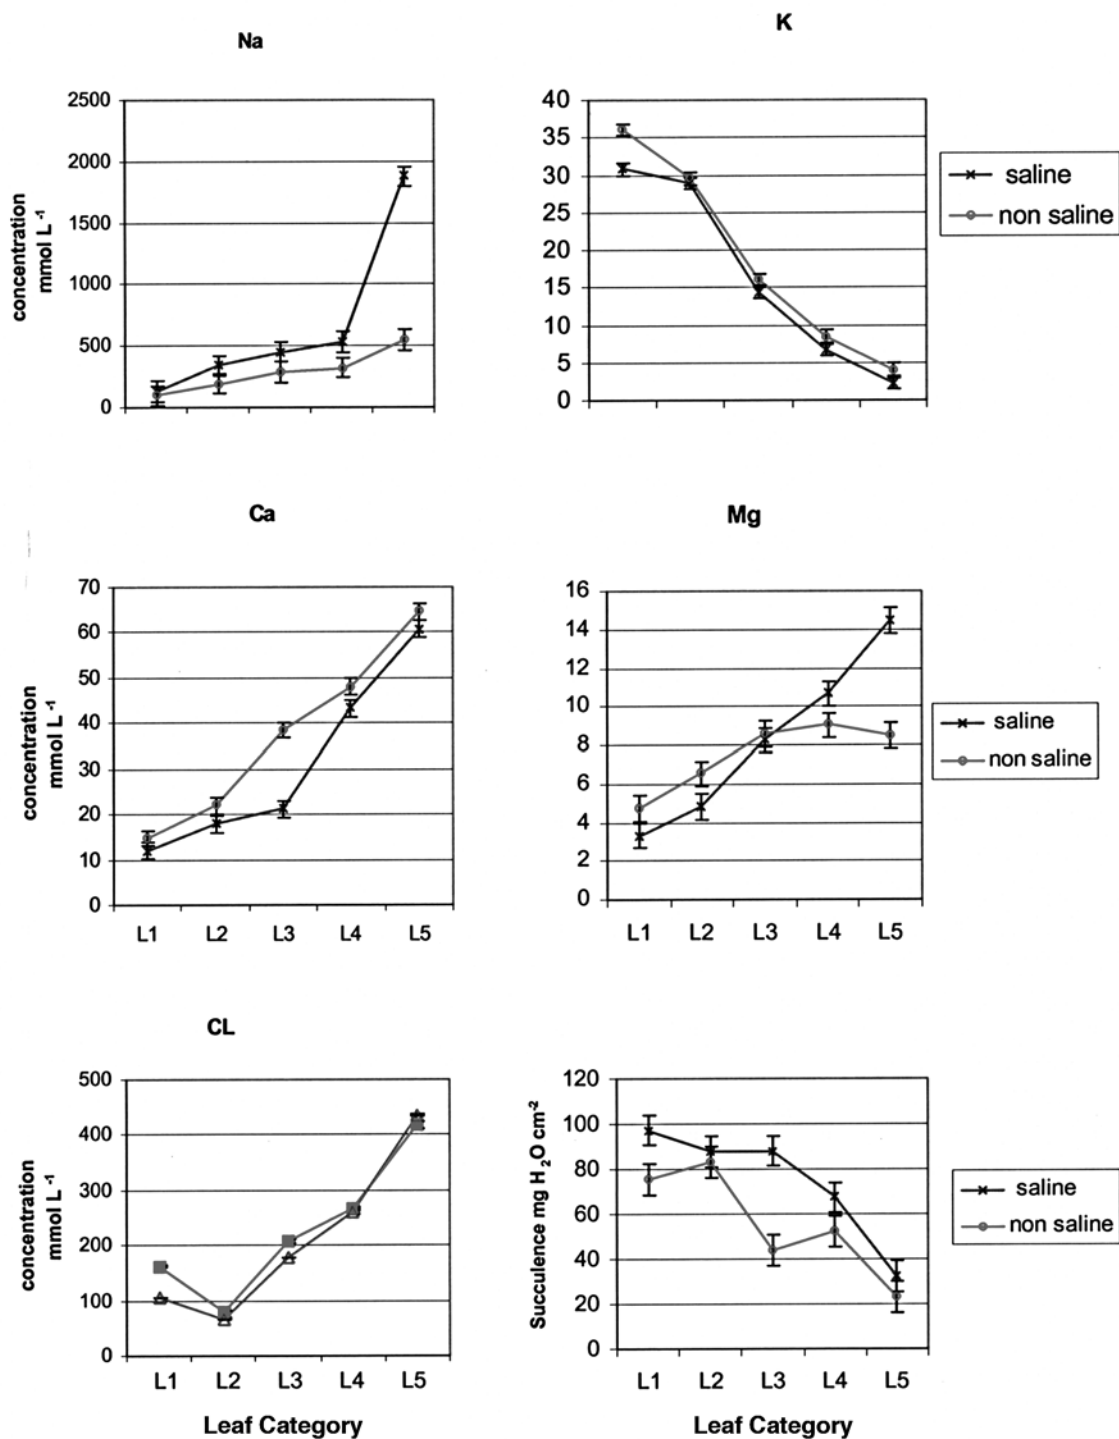 Na
concentration
mmol L -1
2500
2000
1500
1000
500
0
K
40
35
30
25
20
15
10
5
0
saline
non saline
Ca
concentration
mmol L -1
70
60
50
40
30
20
10
0
L1 L2 L3 L4 L5
Mg
16
14
12
10
8
6
4
2
0
L1 L2 L3 L4 L5
saline
non saline
CL
concentration
mmol L -1
500
400
300
200
100
0
L1 L2 L3 L4 L5
Leaf Category
Succulence mg H2O cm-2
120
100
80
60
40
20
0
L1 L2 L3 L4 L5
Leaf Category
saline
non saline